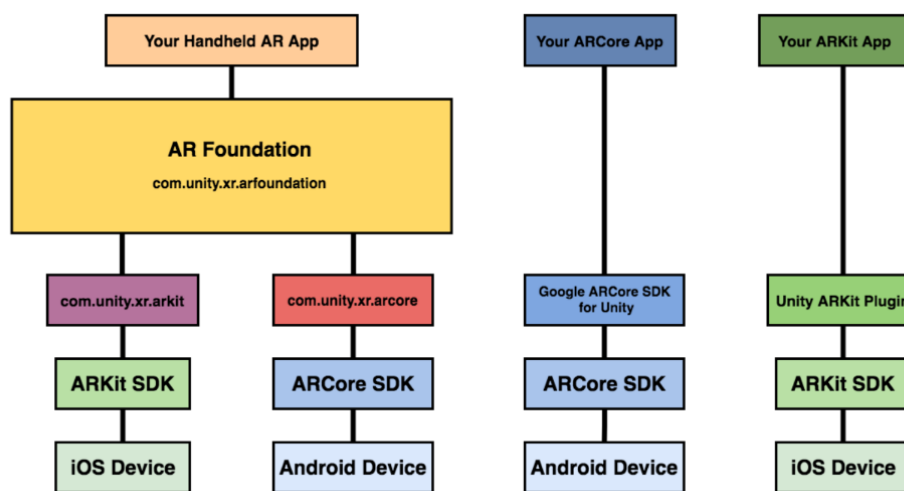 Your Handheld AR App
Your ARCore App
Your ARKit App
AR Foundation
com.unity.xr.arfoundation
com.unity.xr.arkit
com.unity.xr.arcore
Google ARCore SDK
for Unity
Unity ARKit Plugin
ARKit SDK
ARCore SDK
ARCore SDK
ARKit SDK
iOS Device
Android Device
Android Device
iOS Device